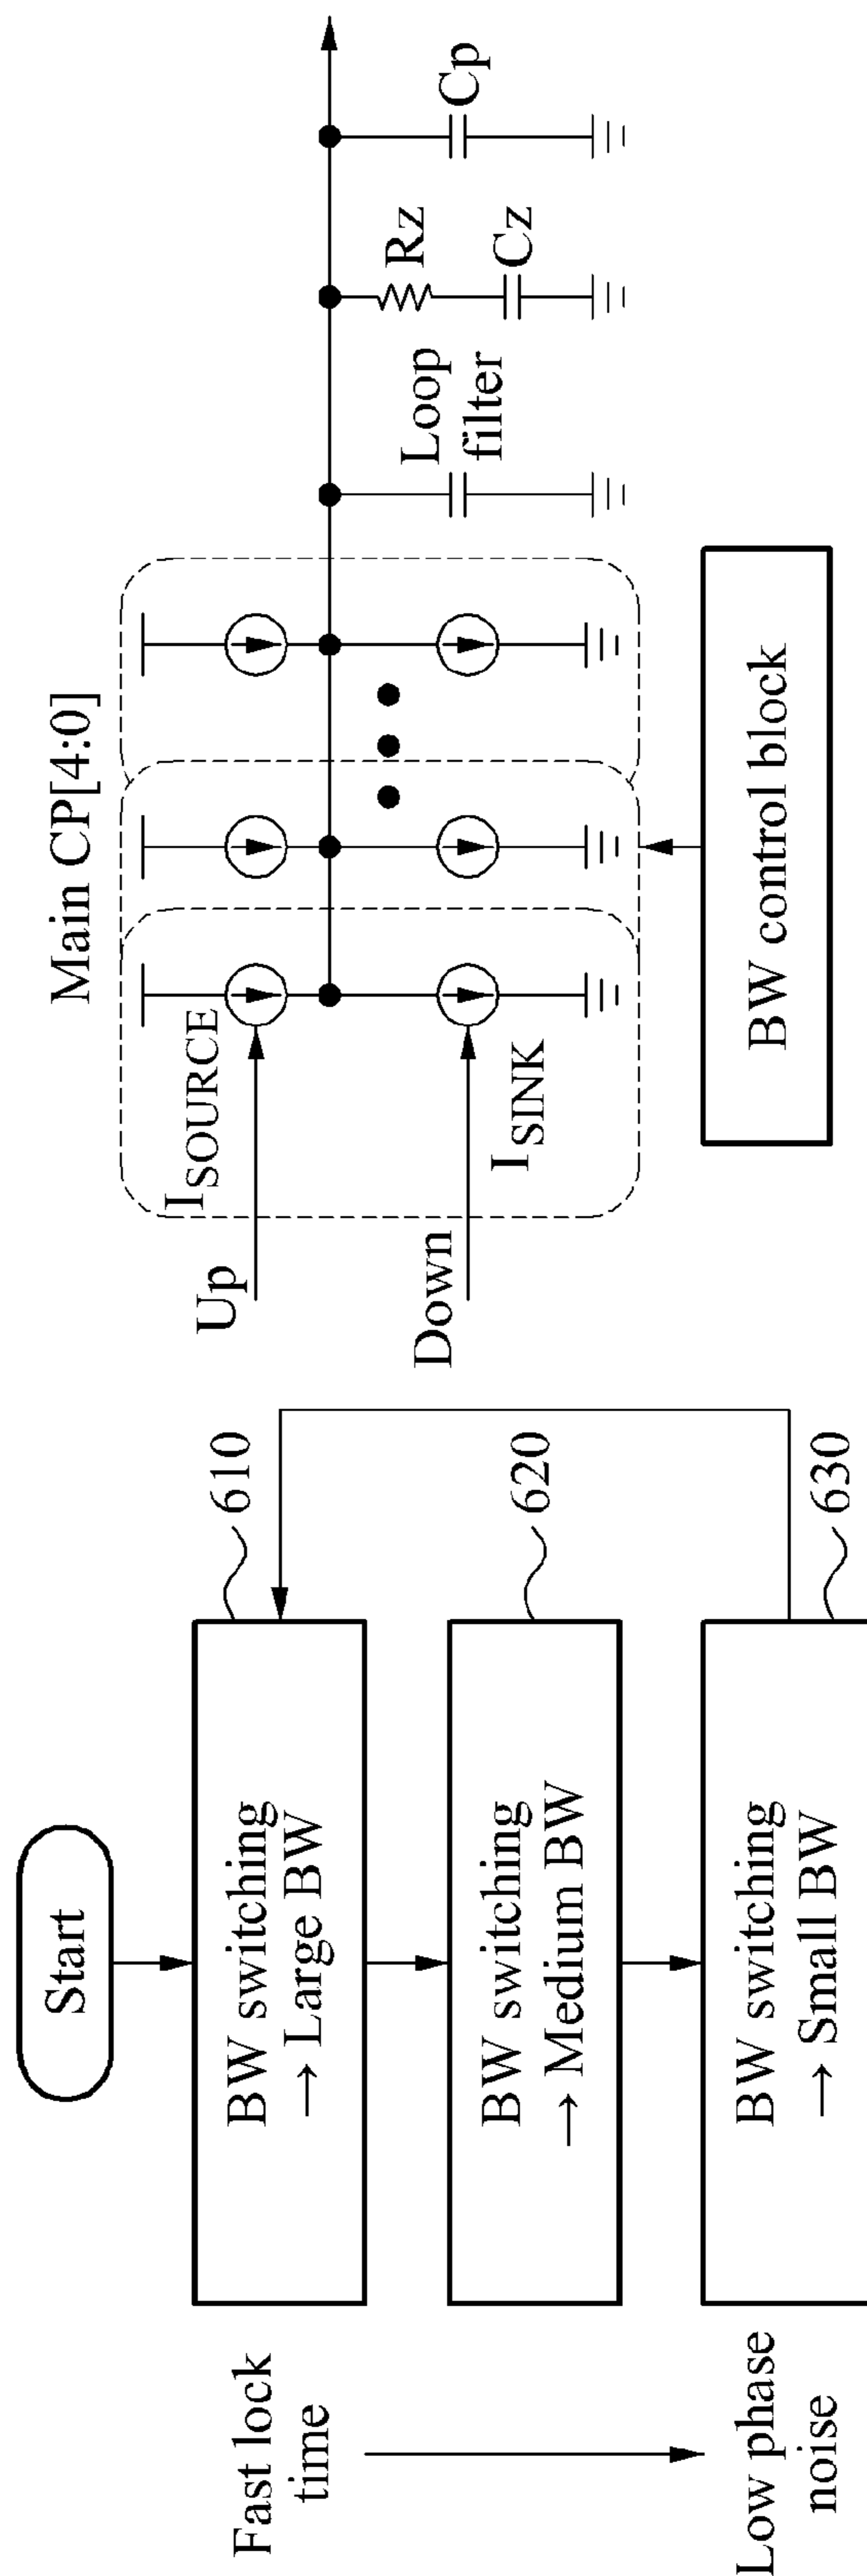 Start
BW switching
→ Large BW
610
BW switching
→ Medium BW
620
BW switching
→ Small BW
630
Fast lock
time
Low phase
noise
Main CP[4:0]
Up
ISOURCE
Down
ISINK
Loop
filter
Rz
Cz
Cp
BW control block